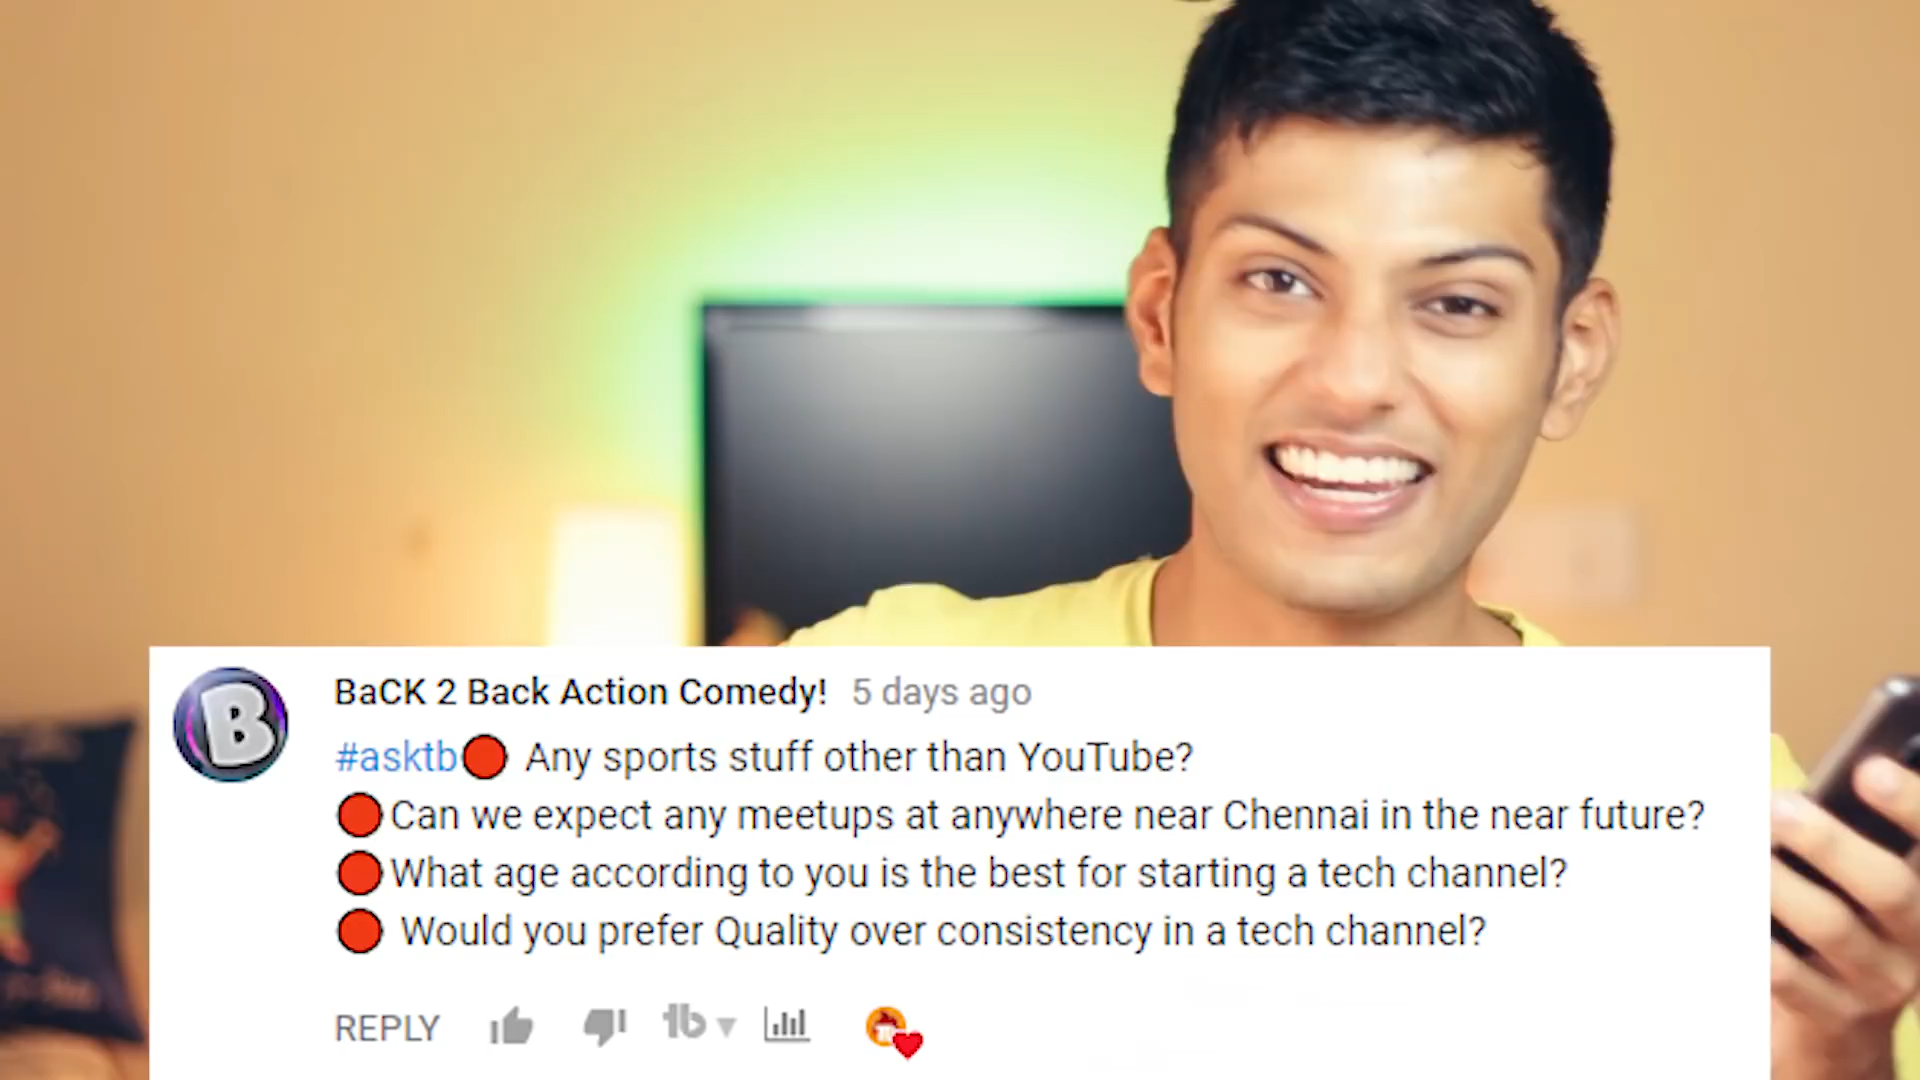 B
BaCK 2 Back Action Comedy! 5 days ago
#asktb🔴 Any sports stuff other than YouTube?
🔴Can we expect any meetups at anywhere near Chennai in the near future?
🔴What age according to you is the best for starting a tech channel?
🔴 Would you prefer Quality over consistency in a tech channel?
REPLY tb